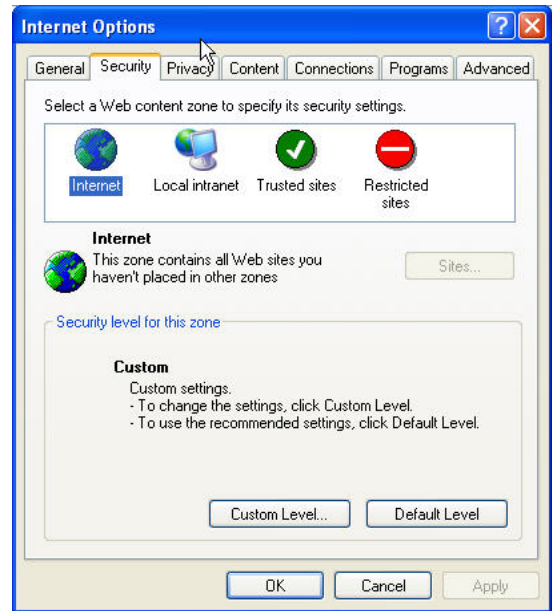 Internet Options
General Security Privacy Content Connections Programs Advanced
Select a Web content zone to specify its security settings.
Internet Local intranet Trusted sites Restricted
sites
Internet
This zone contains all Web sites you
haven't placed in other zones
Sites...
Security level for this zone
Custom
Custom settings.
- To change the settings, click Custom Level.
- To use the recommended settings, click Default Level.
Custom Level... Default Level
OK Cancel Apply